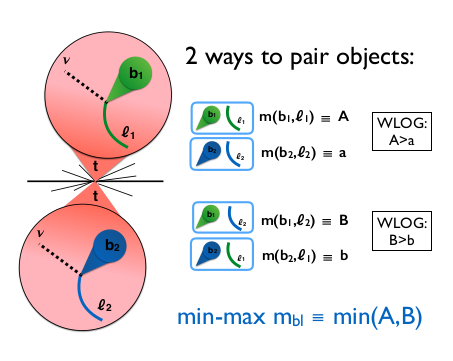 2 ways to pair objects:
ν
b₁
ℓ₁
t
t
ν
b₂
ℓ₂
b₁ ℓ₁ m(b₁,ℓ₁) ≡ A
b₂ ℓ₂ m(b₂,ℓ₂) ≡ a
WLOG:
A>a
b₁ ℓ₂ m(b₁,ℓ₂) ≡ B
b₂ ℓ₁ m(b₂,ℓ₁) ≡ b
WLOG:
B>b
min-max m_bl ≡ min(A,B)